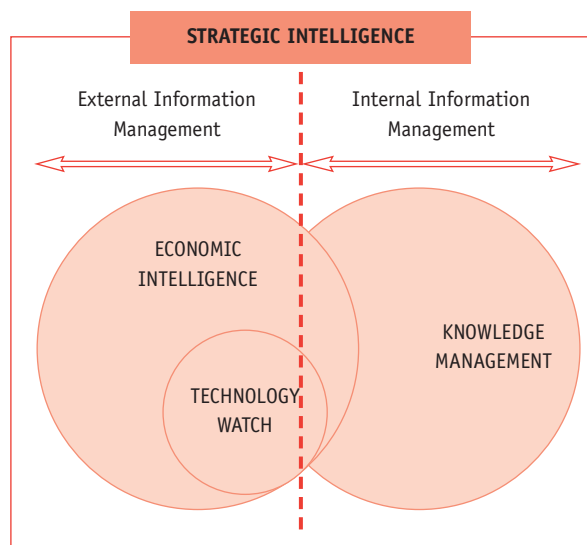 STRATEGIC INTELLIGENCE
External Information
Management
Internal Information
Management
ECONOMIC
INTELLIGENCE
KNOWLEDGE
MANAGEMENT
TECHNOLOGY
WATCH